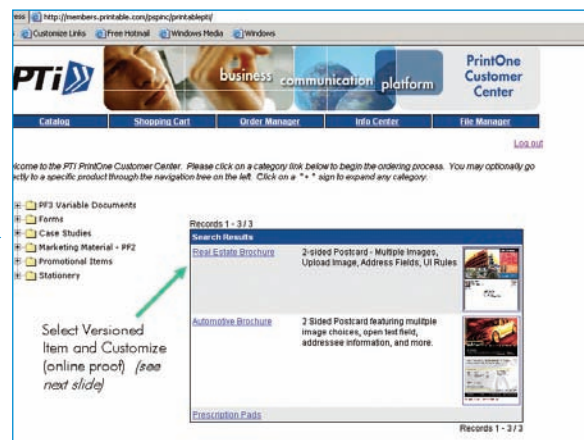 http://members.printable.com/pspinc/printablepti/
Customize Links Free Hotmail Windows Media Windows
PTi
business communication platform
PrintOne
Customer
Center
Catalog Shopping Cart Order Manager Info Center File Manager
Log out
elcome to the PTI PrintOne Customer Center. Please click on a category link below to begin the ordering process. You may optionally go
ctly to a specific product through the navigation tree on the left. Click on a "+" sign to expand any category.
PF3 Variable Documents
Forms
Case Studies
Marketing Material - PF2
Promotional Items
Stationery
Records 1 - 3 / 3
Search Results
Real Estate Brochure
2-sided Postcard - Multiple Images,
Upload Image, Address Fields, UI Rules
Select Versioned
Item and Customize
(online proof) (see
next slide)
Automotive Brochure
2 Sided Postcard featuring mulitple
image choices, open text field,
addressee information, and more.
Prescription Pads
Records 1 - 3 / 3